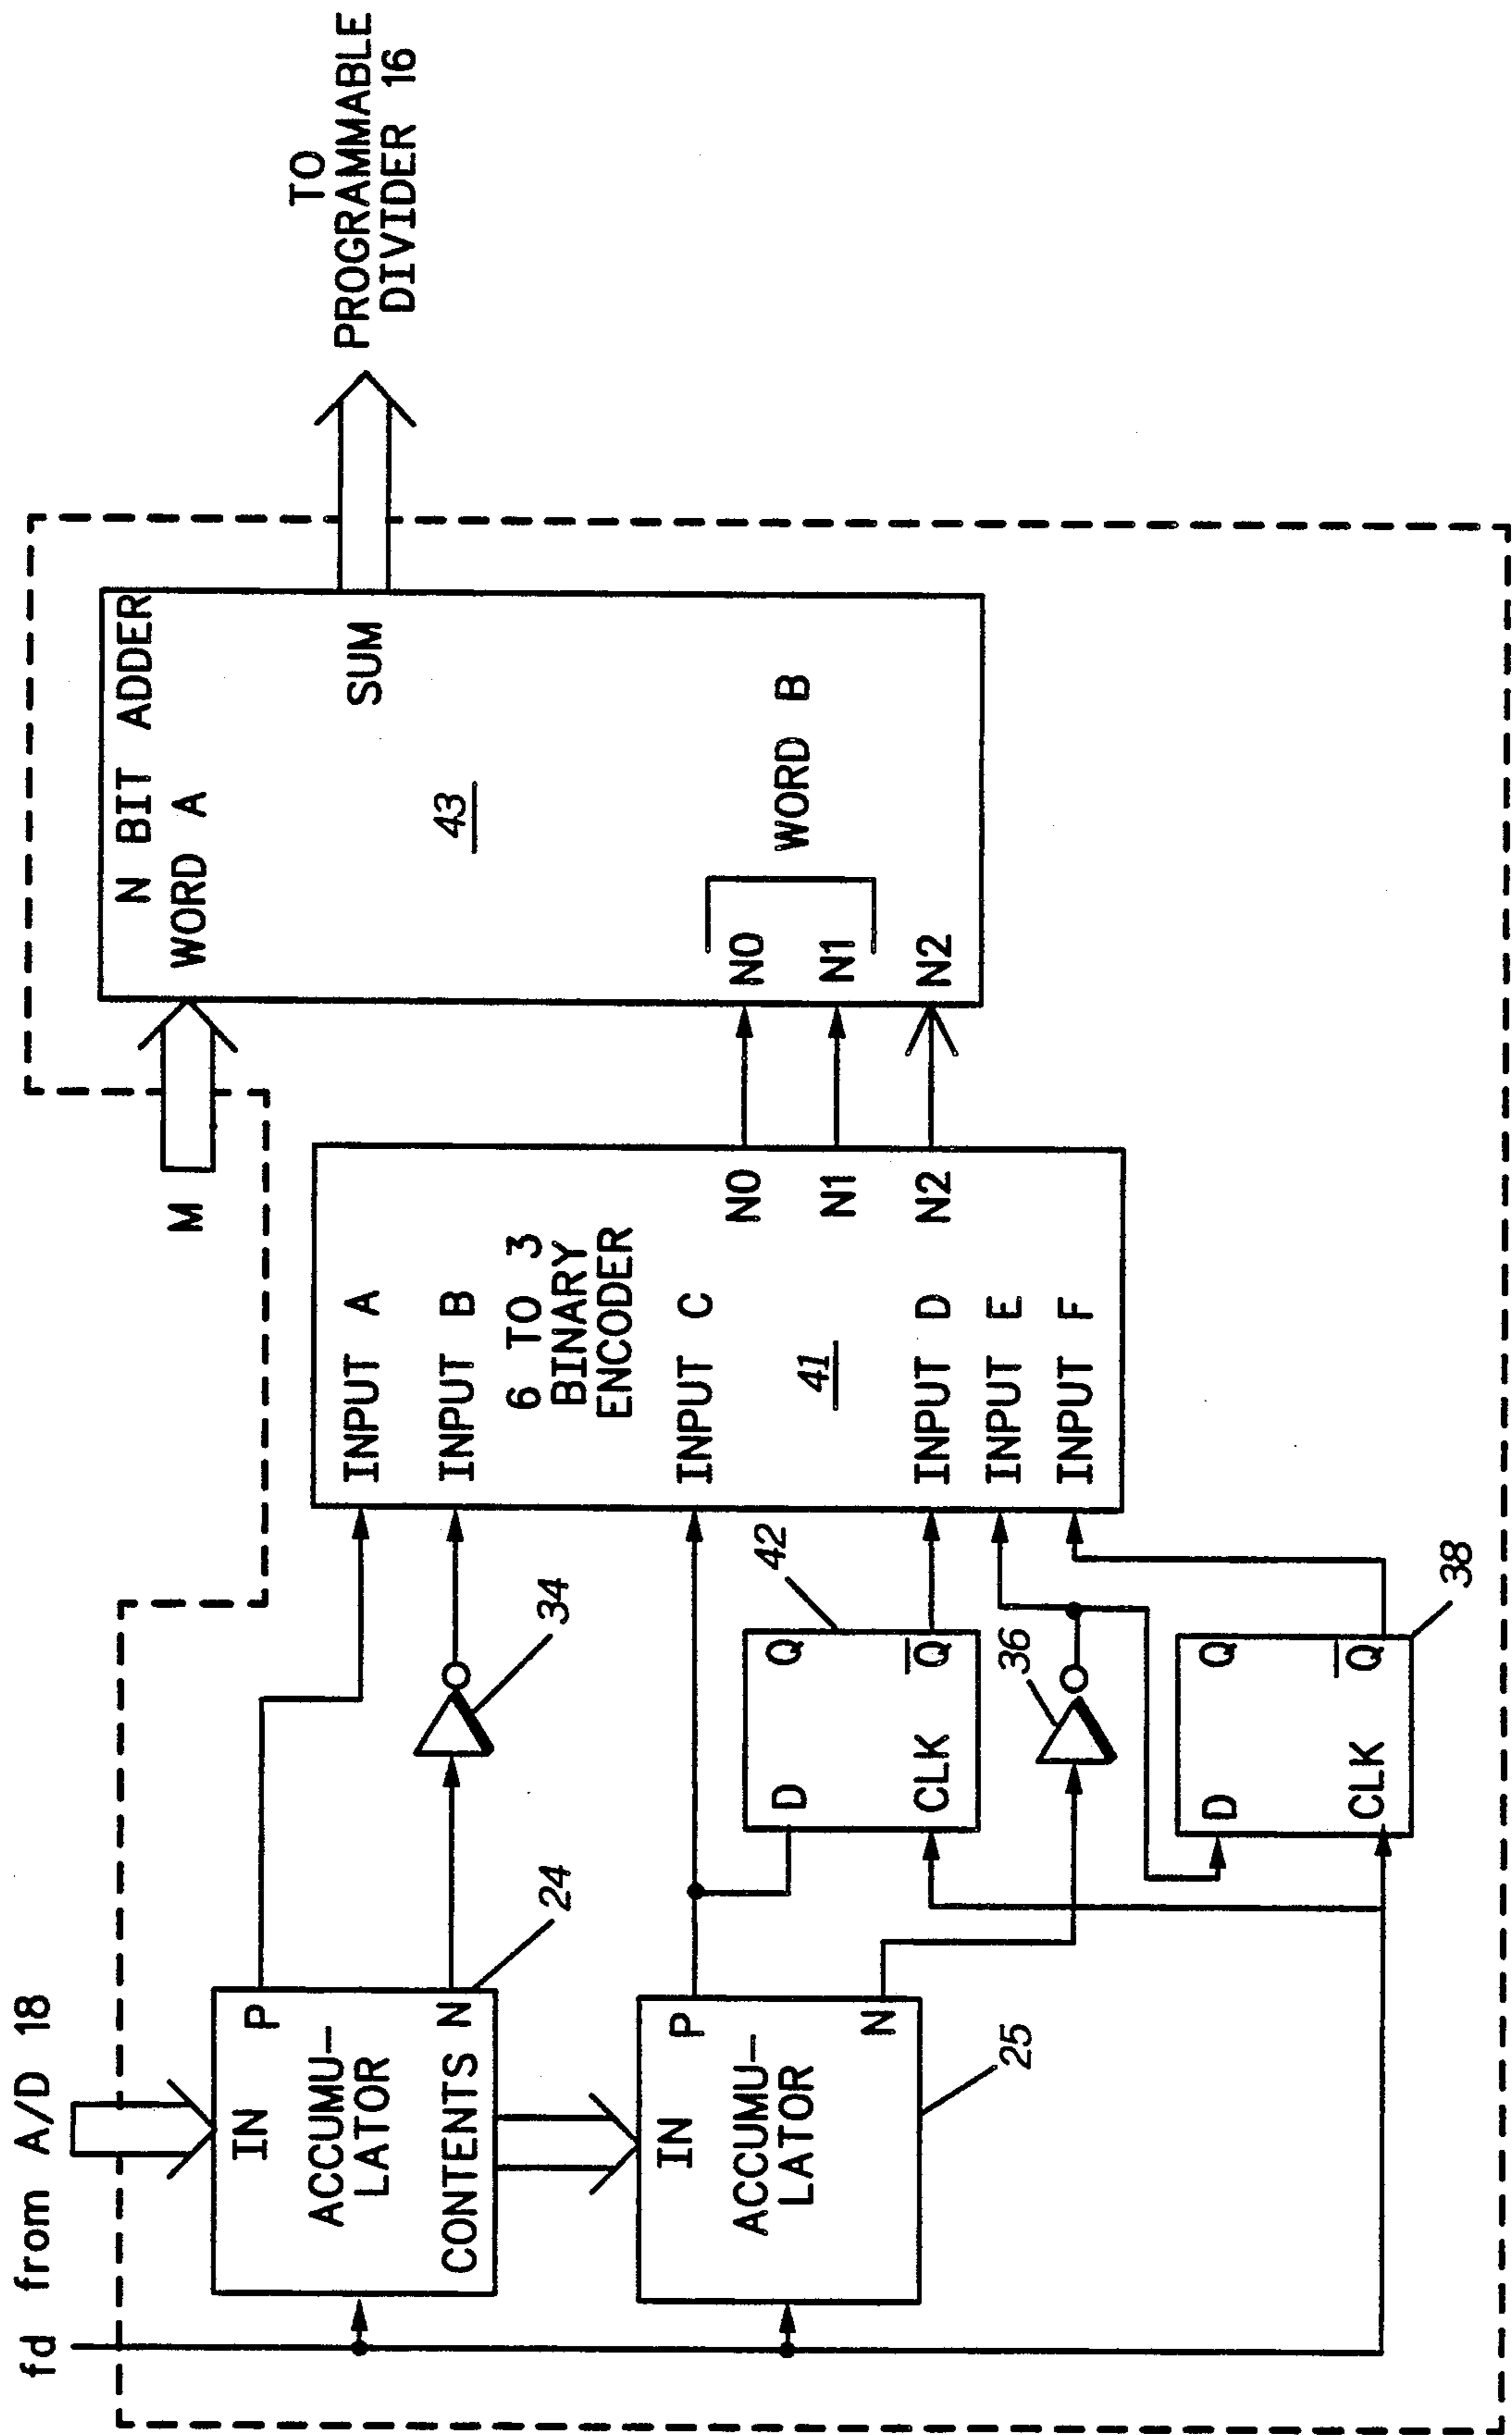 fd from A/D 18
IN
P
ACCUMU-
LATOR
CONTENTS N
24
IN
P
ACCUMU-
LATOR
N
25
34
D
Q
CLK
Q
42
36
D
Q
CLK
Q
38
INPUT A
INPUT B
6 TO 3
BINARY
ENCODER
INPUT C
41
INPUT D
INPUT E
INPUT F
N0
N1
N2
M
N BIT ADDER
WORD A
43
SUM
N0
N1
N2
WORD B
TO
PROGRAMMABLE
DIVIDER 16